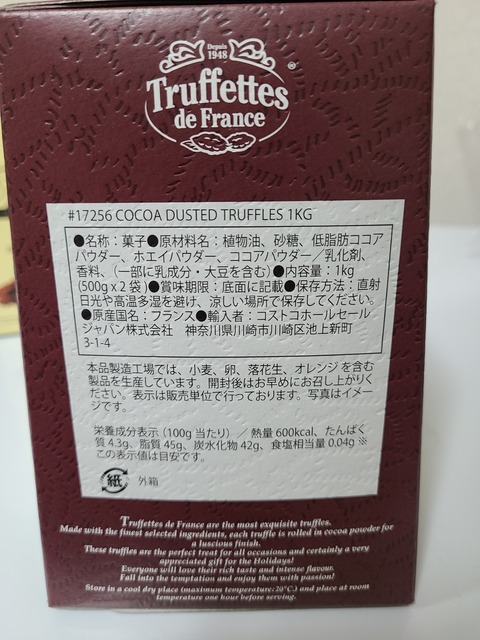 Depuis
1948
Truffettes
de France
®
#17256 COCOA DUSTED TRUFFLES 1KG
●名称：菓子●原材料名：植物油、砂糖、低脂肪ココア
パウダー、ホエイパウダー、ココアパウダー／乳化剤、
香料、（一部に乳成分・大豆を含む）●内容量：1kg
(500g x 2 袋）●賞味期限：底面に記載●保存方法：直射
日光や高温多湿を避け、涼しい場所で保存してください。
●原産国名：フランス●輸入者：コストコホールセール
ジャパン株式会社　神奈川県川崎市川崎区池上新町
3-1-4
本品製造工場では、小麦、卵、落花生、オレンジを含む
製品を生産しています。開封後はお早めにお召し上がりく
ださい。表示は販売単位で行っております。写真はイメー
ジです。
栄養成分表示（100g 当たり）／ 熱量 600kcal、たんぱく
質 4.3g、脂質 45g、炭水化物 42g、食塩相当量 0.04g ※
この表示値は目安です。
紙 外箱
Truffettes de France are the most exquisite truffles.
Made with the finest selected ingredients, each truffle is rolled in cocoa powder for
a luscious finish.
These truffles are the perfect treat for all occasions and certainly a very
appreciated gift for the Holidays!
Everyone will love their rich taste and intense flavour.
Fall into the temptation and enjoy them with passion!
Store in a cool dry place (maximum temperature: 20°C) and place at room
temperature one hour before serving.